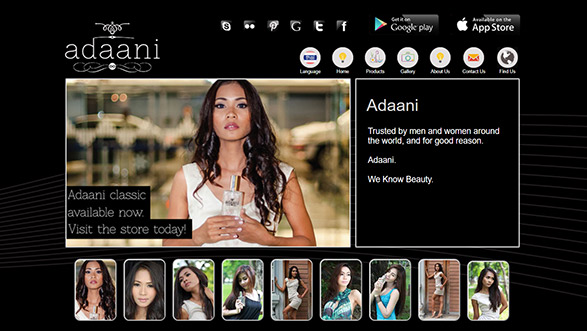 adaani
Get it on
Google play
Available on the
App Store
Language
Home
Products
Gallery
About Us
Contact Us
Find Us
Adaani classic
available now.
Visit the store today!
Adaani
Trusted by men and women around
the world, and for good reason.
Adaani.
We Know Beauty.